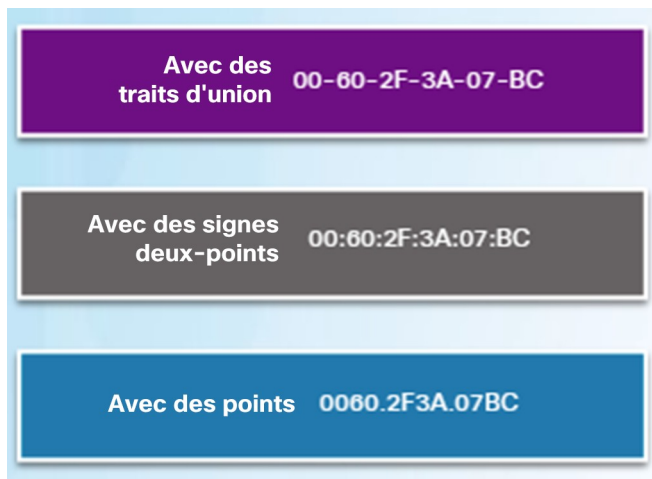 Avec des
traits d'union
00-60-2F-3A-07-BC
Avec des signes
deux-points
00:60:2F:3A:07:BC
Avec des points
0060.2F3A.07BC